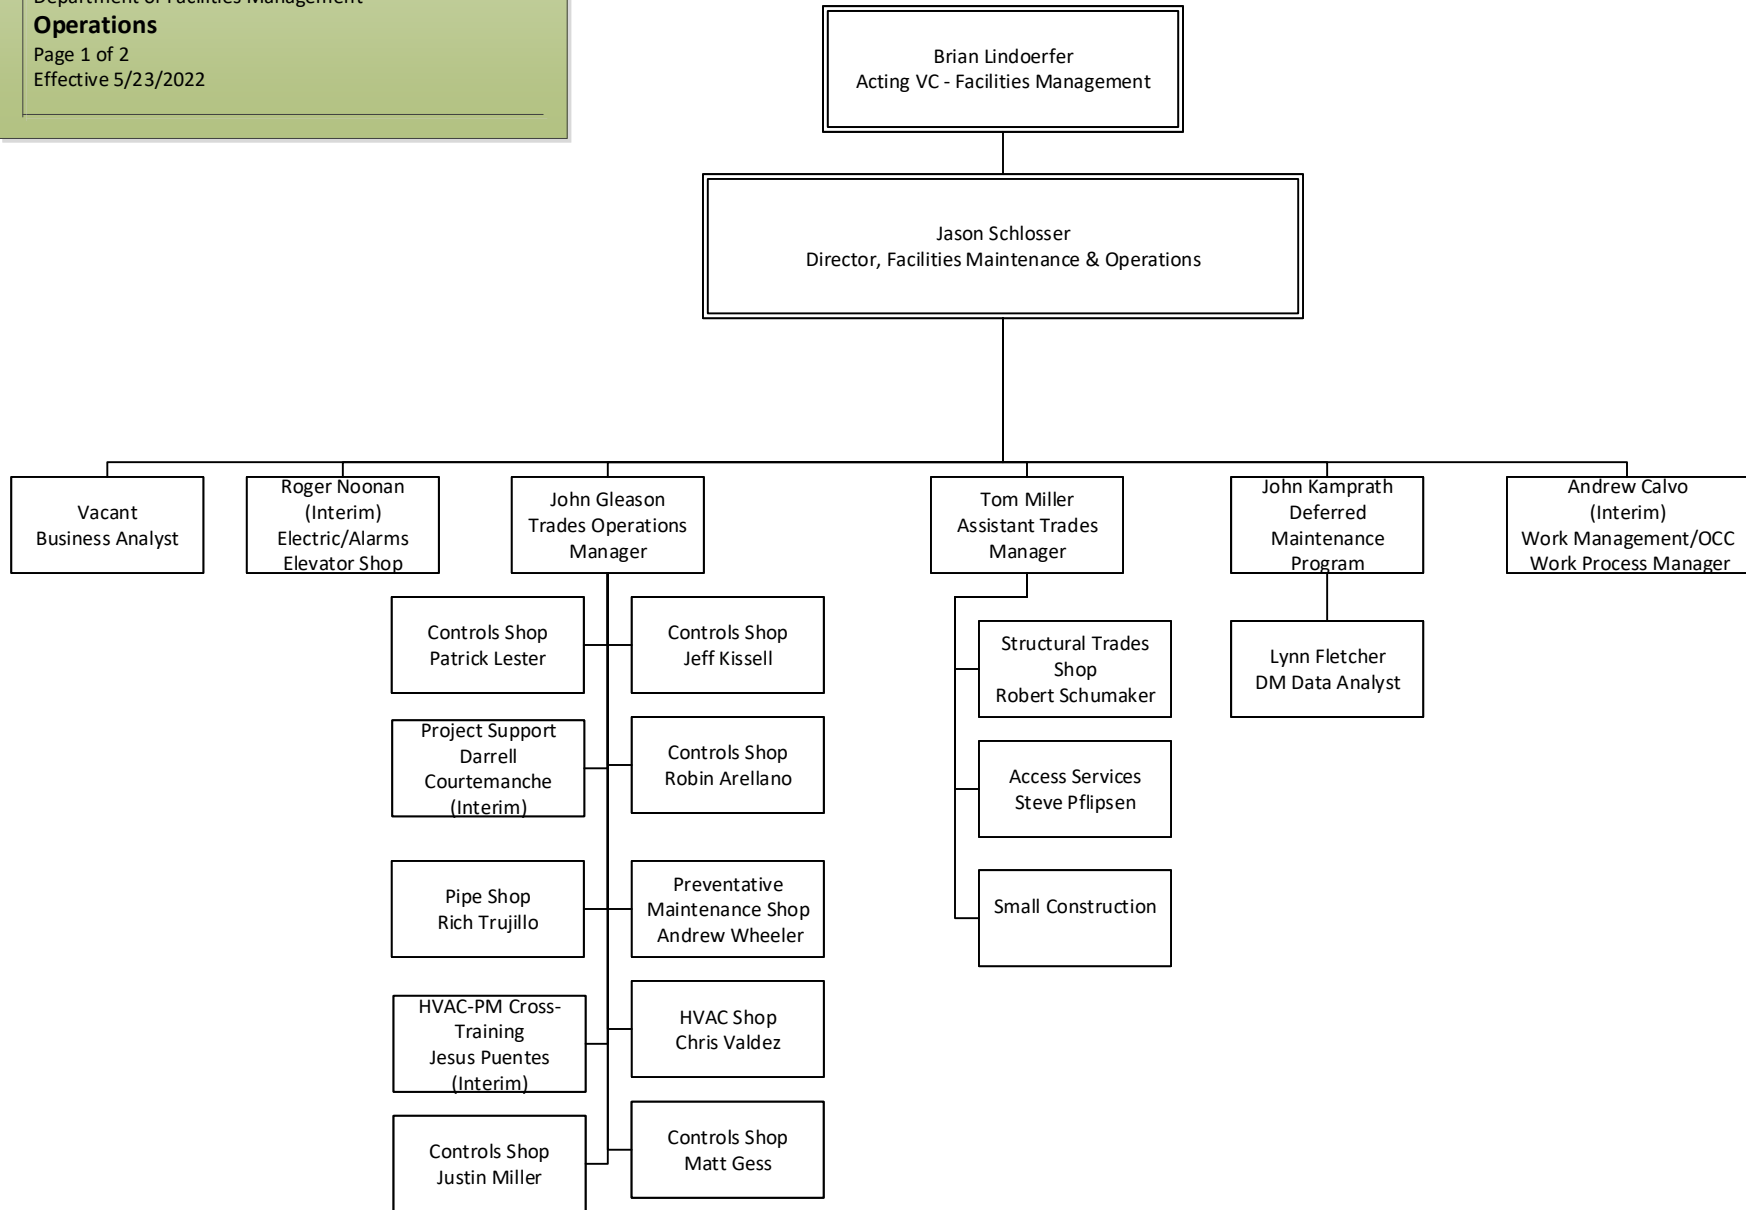 Department of Facilities Management
Operations
Page 1 of 2
Effective 5/23/2022
Brian Lindoerfer
Acting VC - Facilities Management
Jason Schlosser
Director, Facilities Maintenance & Operations
Vacant
Business Analyst
Roger Noonan
(Interim)
Electric/Alarms
Elevator Shop
John Gleason
Trades Operations
Manager
Tom Miller
Assistant Trades
Manager
John Kamprath
Deferred
Maintenance
Program
Andrew Calvo
(Interim)
Work Management/OCC
Work Process Manager
Controls Shop
Patrick Lester
Controls Shop
Jeff Kissell
Project Support
Darrell
Courtemanche
(Interim)
Controls Shop
Robin Arellano
Pipe Shop
Rich Trujillo
Preventative
Maintenance Shop
Andrew Wheeler
HVAC-PM Cross-
Training
Jesus Puentes
(Interim)
HVAC Shop
Chris Valdez
Controls Shop
Justin Miller
Controls Shop
Matt Gess
Structural Trades
Shop
Robert Schumaker
Access Services
Steve Pflipsen
Small Construction
Lynn Fletcher
DM Data Analyst